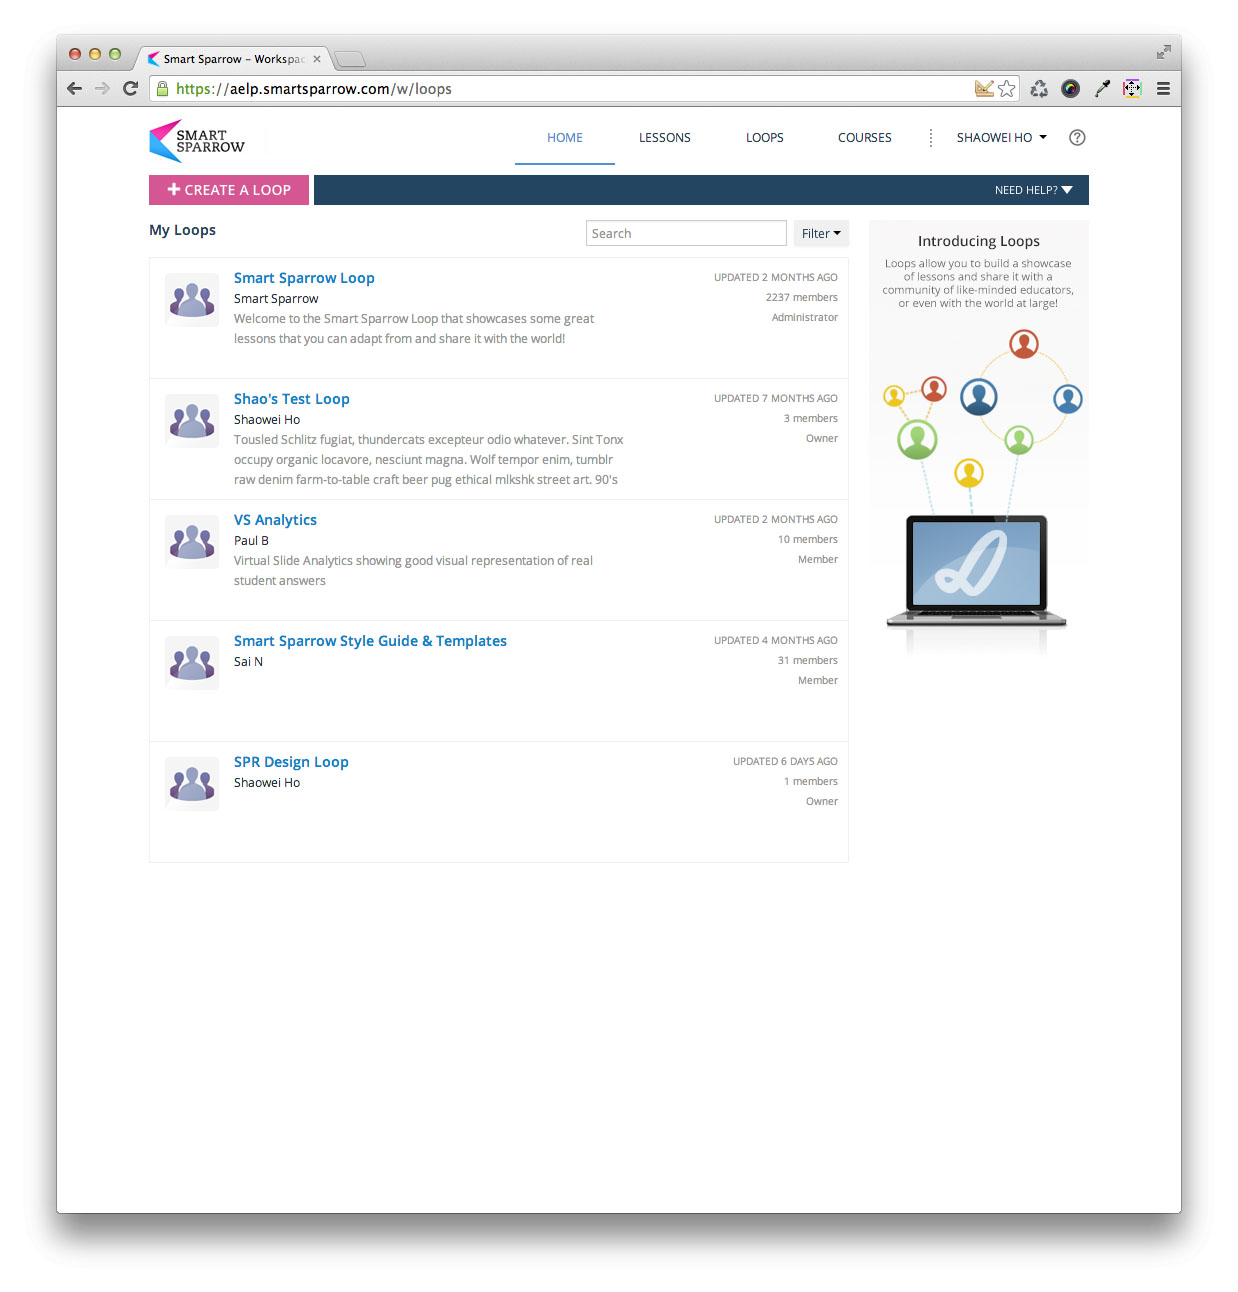 Smart Sparrow – Workspac
https://aelp.smartsparrow.com/w/loops
SMART
SPARROW
HOME
LESSONS
LOOPS
COURSES
SHAOWEI HO
?
+ CREATE A LOOP
NEED HELP?
My Loops
Search
Filter
Smart Sparrow Loop
UPDATED 2 MONTHS AGO
Smart Sparrow
2237 members
Welcome to the Smart Sparrow Loop that showcases some great
Administrator
lessons that you can adapt from and share it with the world!
Shao's Test Loop
UPDATED 7 MONTHS AGO
Shaowei Ho
3 members
Tousled Schlitz fugiat, thundercats excepteur odio whatever. Sint Tonx
Owner
occupy organic locavore, nesciunt magna. Wolf tempor enim, tumblr
raw denim farm-to-table craft beer pug ethical mlkshk street art. 90's
VS Analytics
UPDATED 2 MONTHS AGO
Paul B
10 members
Virtual Slide Analytics showing good visual representation of real
Member
student answers
Smart Sparrow Style Guide & Templates
UPDATED 4 MONTHS AGO
Sai N
31 members
Member
SPR Design Loop
UPDATED 6 DAYS AGO
Shaowei Ho
1 members
Owner
Introducing Loops
Loops allow you to build a showcase
of lessons and share it with a
community of like-minded educators,
or even with the world at large!